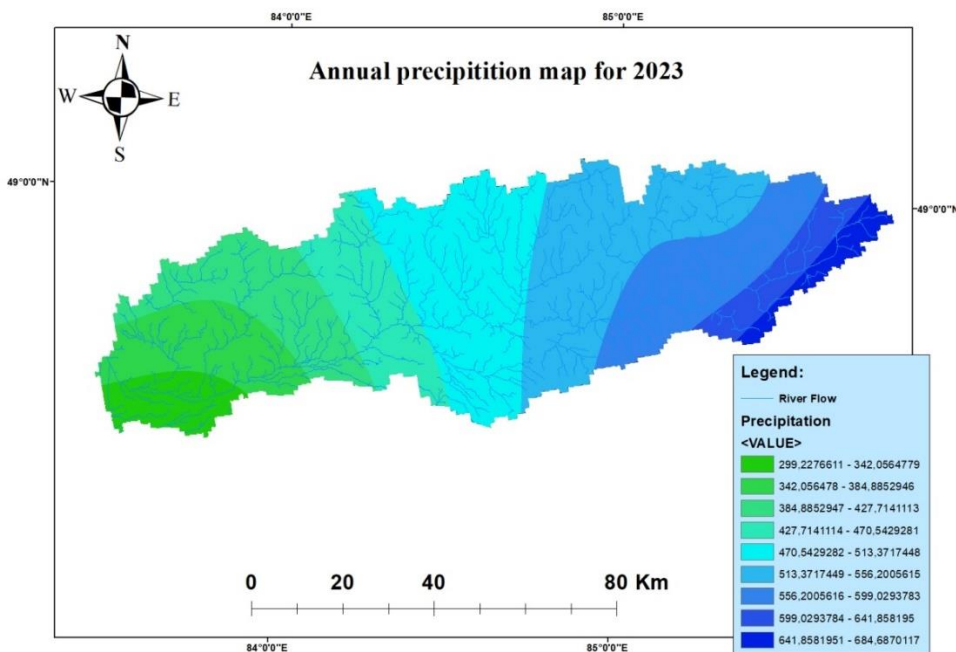 84°0'0"E 85°0'0"E
N
W E
S
Annual precipitition map for 2023
49°0'0"N
49°0'0"N
Legend:
River Flow
Precipitation
<VALUE>
299,2276611 - 342,0564779
342,056478 - 384,8852946
384,8852947 - 427,7141113
427,7141114 - 470,5429281
470,5429282 - 513,3717448
513,3717449 - 556,2005615
556,2005616 - 599,0293783
599,0293784 - 641,858195
641,8581951 - 684,6870117
0 20 40 80 Km
84°0'0"E 85°0'0"E